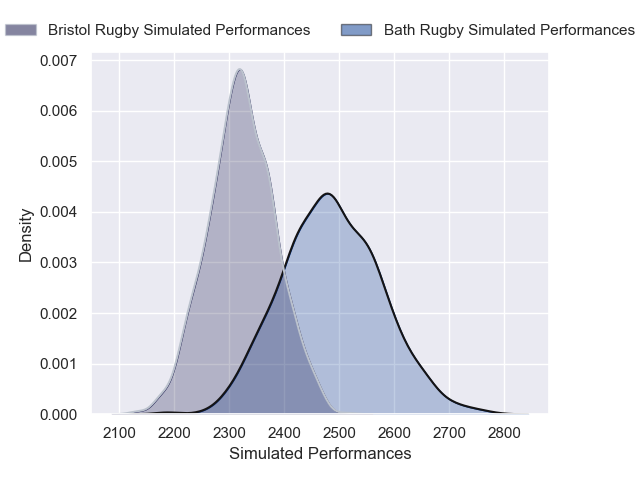 Bristol Rugby Simulated Performances
Bath Rugby Simulated Performances
0.007
0.006
0.005
0.004
0.003
0.002
0.001
0.000
Density
2100 2200 2300 2400 2500 2600 2700 2800
Simulated Performances